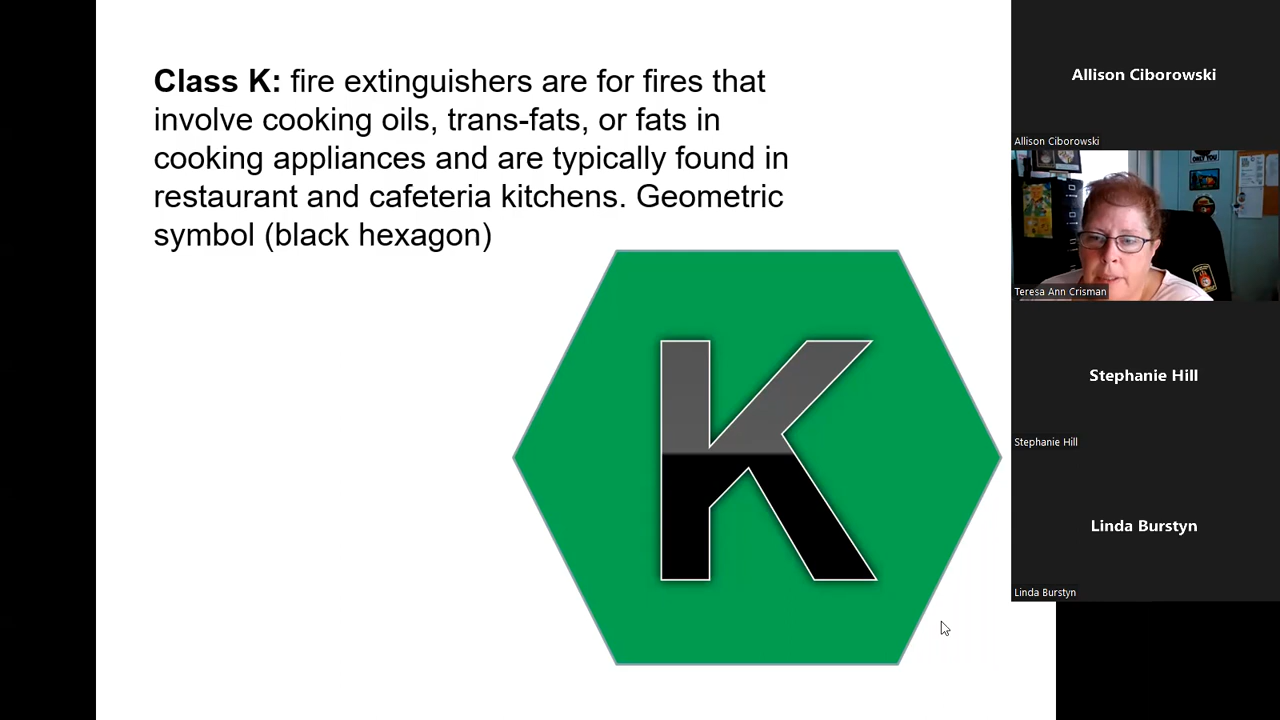 Class K: fire extinguishers are for fires that
involve cooking oils, trans-fats, or fats in
cooking appliances and are typically found in
restaurant and cafeteria kitchens. Geometric
symbol (black hexagon)
K
Allison Ciborowski
Allison Ciborowski
ONLY YOU
Teresa Ann Crisman
Stephanie Hill
Stephanie Hill
Linda Burstyn
Linda Burstyn